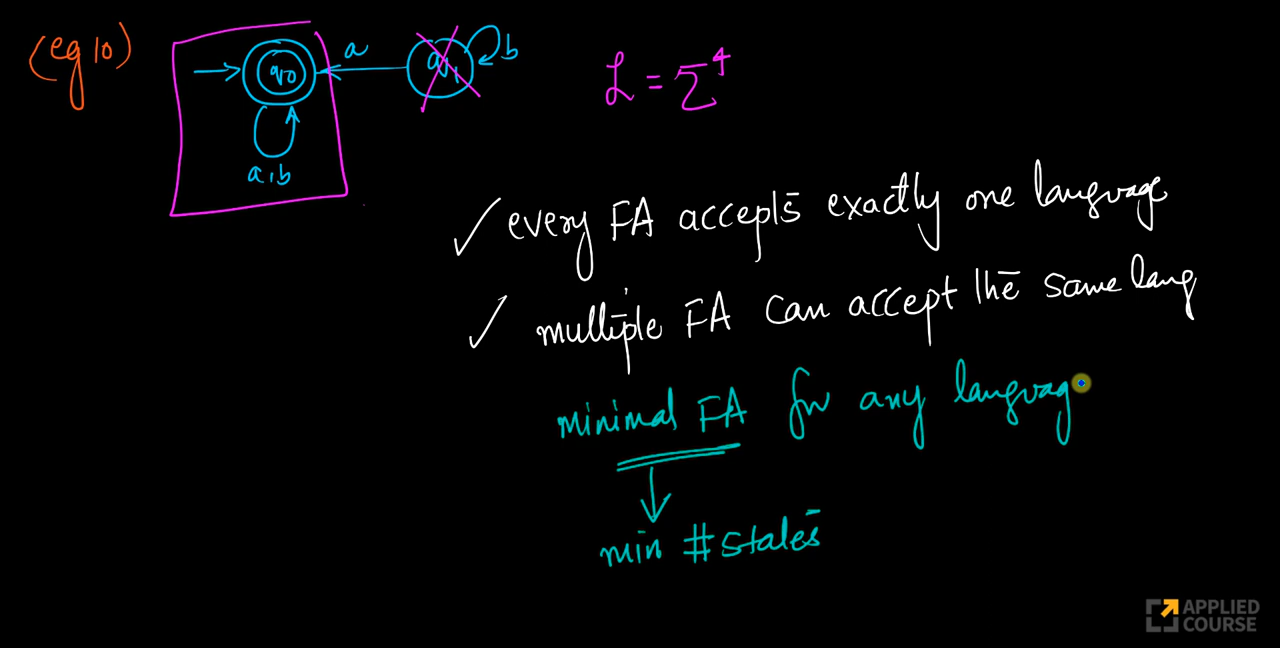 (eg 10)
q0
a
q1
b
a,b
L = Σ^4
✓ every FA accepts exactly one language
✓ multiple FA can accept the same lang
minimal FA for any language
min # states
APPLIED
COURSE